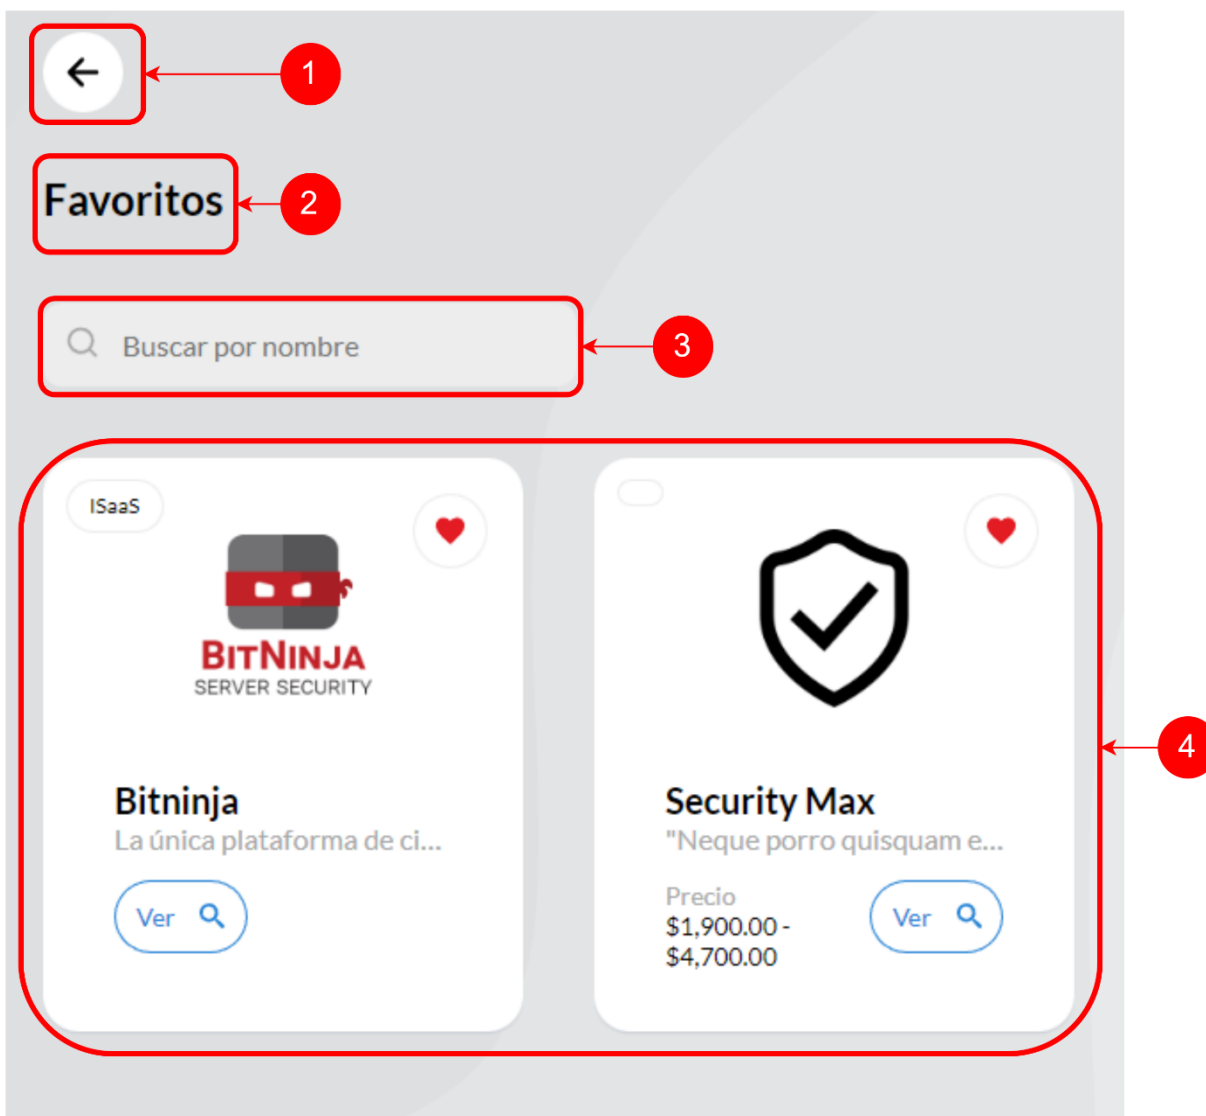 1
Favoritos
2
Buscar por nombre
3
ISaaS
BITNINJA
SERVER SECURITY
Bitninja
La única plataforma de ci...
Ver
Security Max
"Neque porro quisquam e...
Precio
$1,900.00 -
$4,700.00
Ver
4